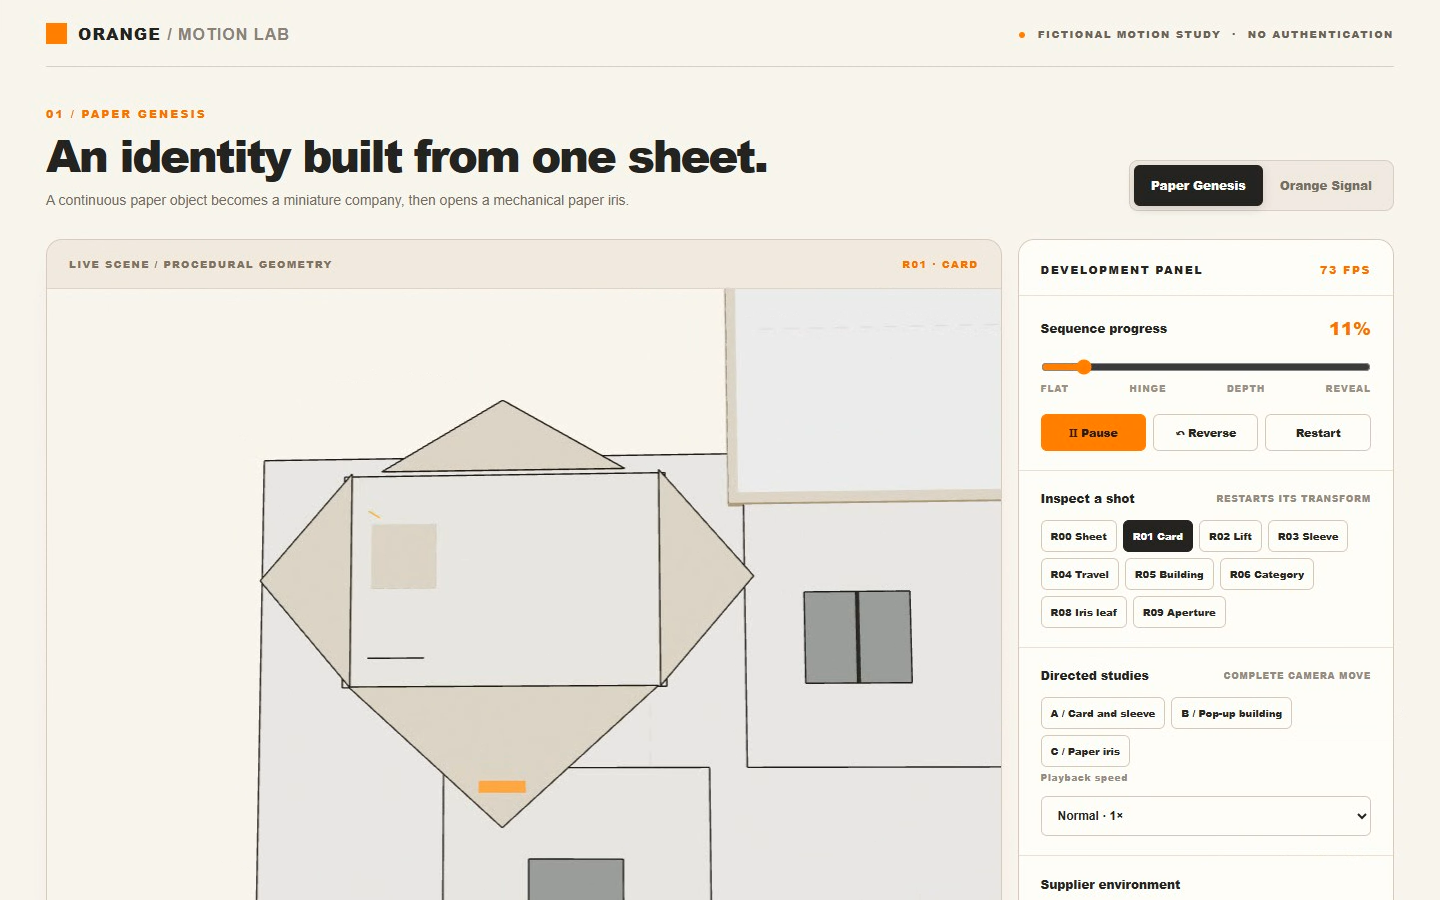 ORANGE / MOTION LAB
FICTIONAL MOTION STUDY · NO AUTHENTICATION
01 / PAPER GENESIS
An identity built from one sheet.
A continuous paper object becomes a miniature company, then opens a mechanical paper iris.
Paper Genesis
Orange Signal
LIVE SCENE / PROCEDURAL GEOMETRY
R01 · CARD
DEVELOPMENT PANEL
73 FPS
Sequence progress
11%
FLAT HINGE DEPTH REVEAL
II Pause
↶ Reverse
Restart
Inspect a shot
RESTARTS ITS TRANSFORM
R00 Sheet
R01 Card
R02 Lift
R03 Sleeve
R04 Travel
R05 Building
R06 Category
R08 Iris leaf
R09 Aperture
Directed studies
COMPLETE CAMERA MOVE
A / Card and sleeve
B / Pop-up building
C / Paper iris
Playback speed
Normal · 1×
Supplier environment